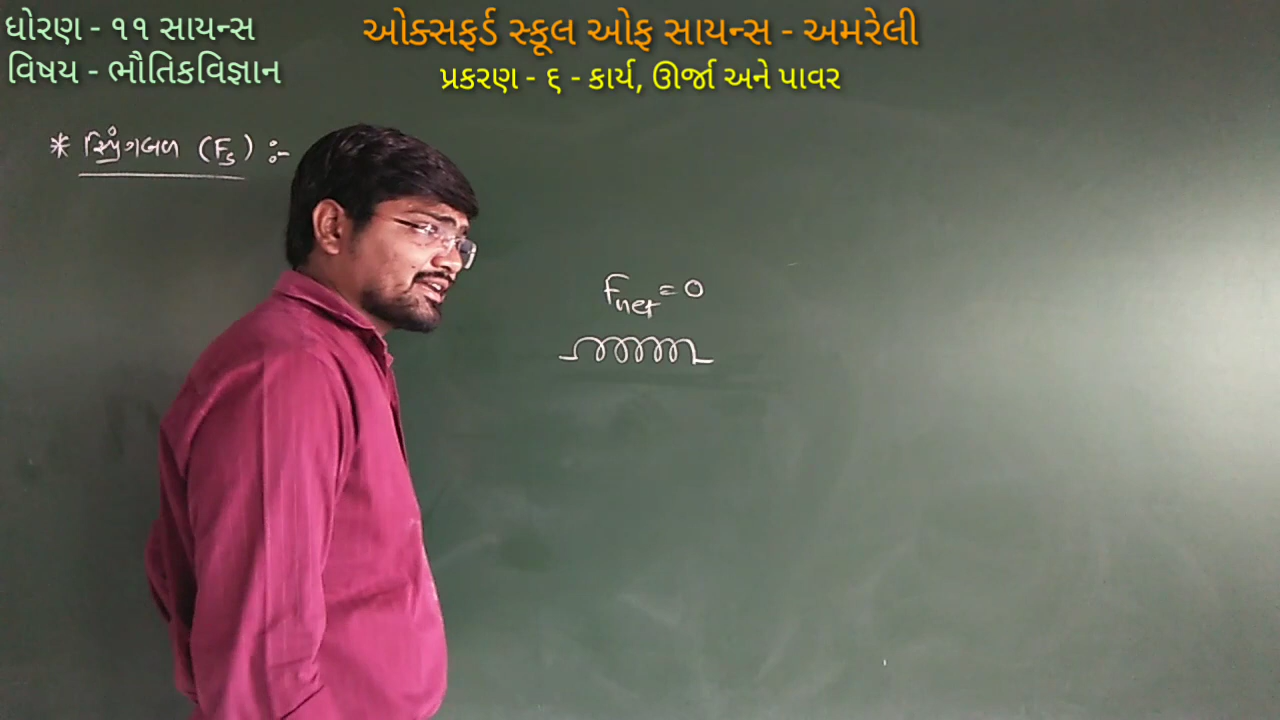 ધોરણ - ૧૧ સાયન્સ
ઓક્સફર્ડ સ્કૂલ ઓફ સાયન્સ - અમરેલી
વિષય - ભૌતિકવિજ્ઞાન
પ્રકરણ - ૬ - કાર્ય, ઊર્જા અને પાવર
* સ્પ્રિંગબળ (Fs) :-
Fnet = 0